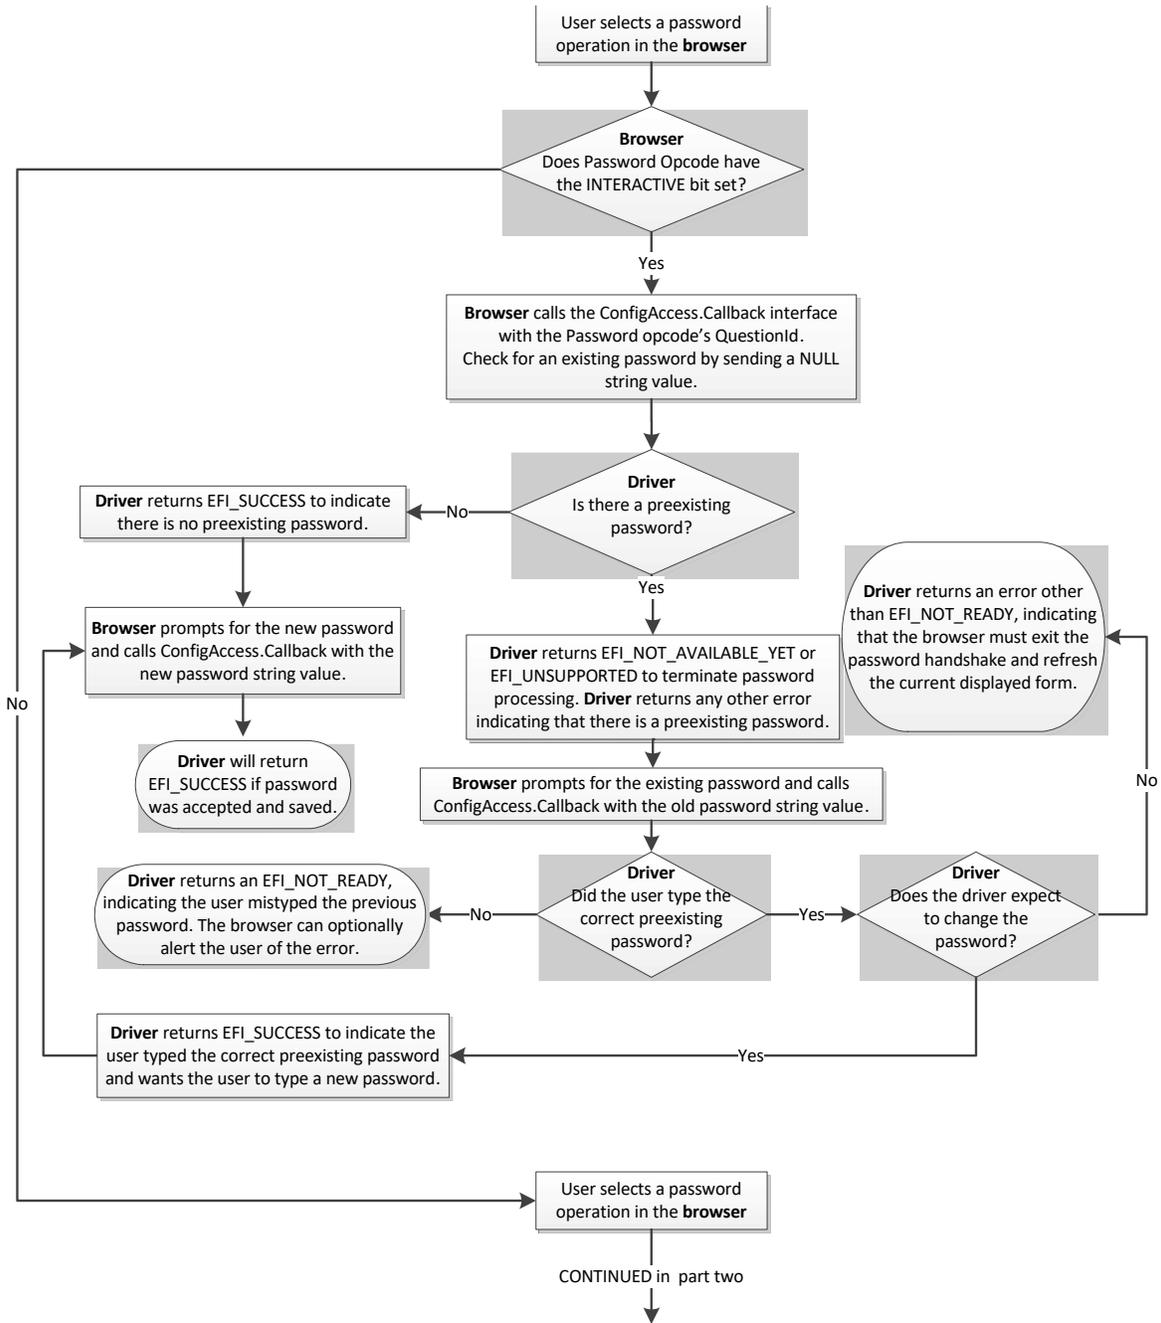 User selects a password
operation in the browser
Browser
Does Password Opcode have
the INTERACTIVE bit set?
Yes
Browser calls the ConfigAccess.Callback interface
with the Password opcode's QuestionId.
Check for an existing password by sending a NULL
string value.
Driver
Is there a preexisting
password?
No
Driver returns EFI_SUCCESS to indicate
there is no preexisting password.
Yes
Driver returns an error other
than EFI_NOT_READY, indicating
that the browser must exit the
password handshake and refresh
the current displayed form.
Browser prompts for the new password
and calls ConfigAccess.Callback with the
new password string value.
Driver returns EFI_NOT_AVAILABLE_YET or
EFI_UNSUPPORTED to terminate password
processing. Driver returns any other error
indicating that there is a preexisting password.
No
Driver will return
EFI_SUCCESS if password
was accepted and saved.
Browser prompts for the existing password and calls
ConfigAccess.Callback with the old password string value.
No
Driver returns an EFI_NOT_READY,
indicating the user mistyped the previous
password. The browser can optionally
alert the user of the error.
No
Driver
Did the user type the
correct preexisting
password?
Yes
Driver
Does the driver expect
to change the
password?
Driver returns EFI_SUCCESS to indicate the
user typed the correct preexisting password
and wants the user to type a new password.
Yes
User selects a password
operation in the browser
CONTINUED in part two